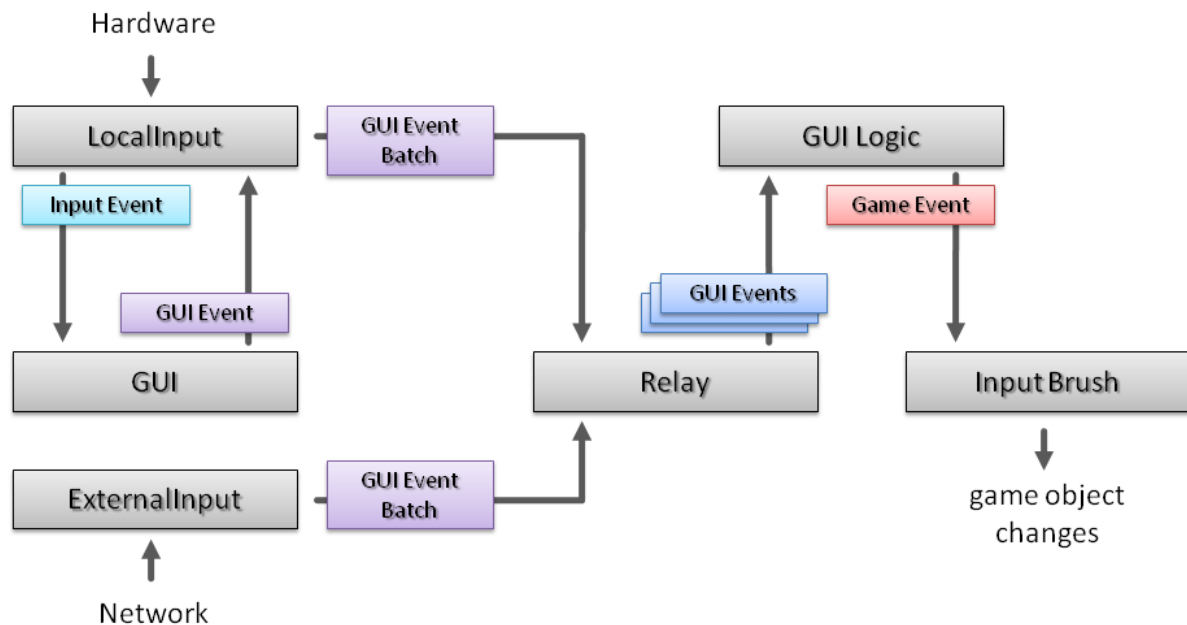 Hardware
LocalInput
GUI Event
Batch
GUI Logic
Input Event
Game Event
GUI Event
GUI Events
GUI
Relay
Input Brush
ExternalInput
GUI Event
Batch
game object
changes
Network